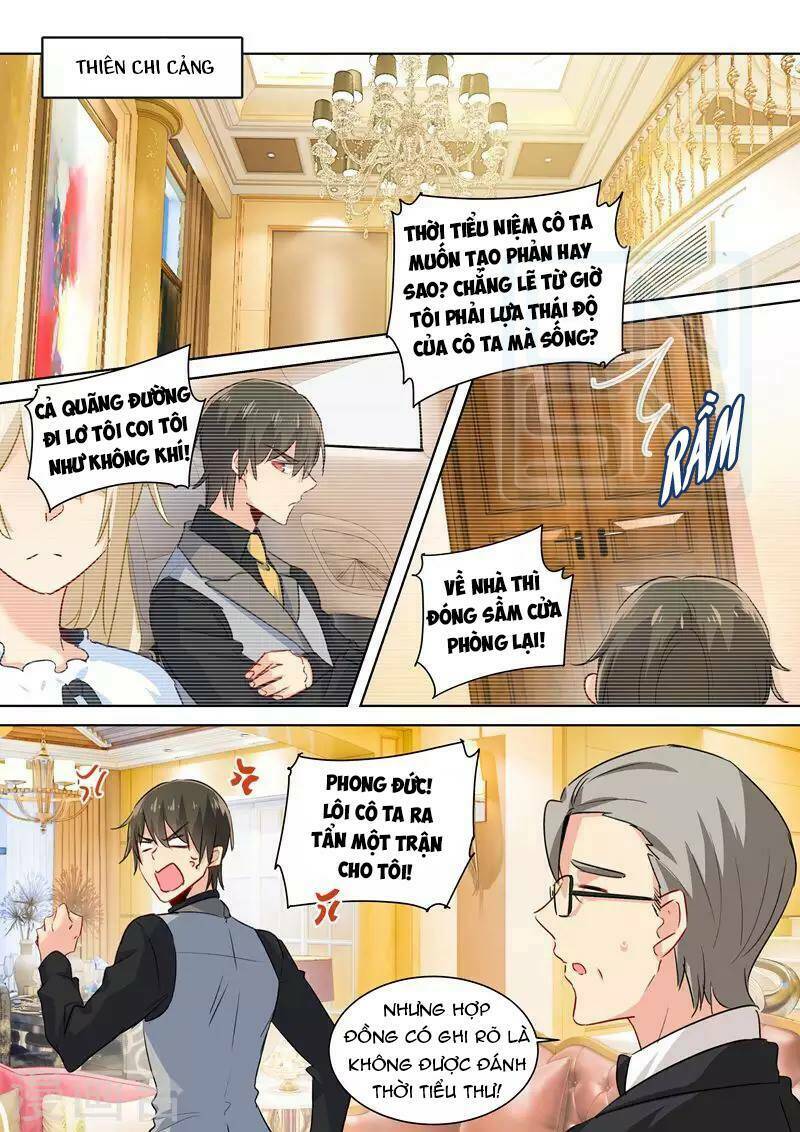 THIÊN CHI CẢNG
THỜI TIỂU NIỆM CÔ TA
MUỐN TẠO PHẢN HAY
SAO? CHẲNG LẼ TỪ GIỜ
TÔI PHẢI LỰA THÁI ĐỘ
CỦA CÔ TA MÀ SỐNG?
CẢ QUÃNG ĐƯỜNG
ĐI LƠ TÔI COI TÔI
NHƯ KHÔNG KHÍ!
RẦM
VỀ NHÀ THÌ
ĐÓNG SẦM CỬA
PHÒNG LẠI!
PHONG ĐỨC!
LÔI CÔ TA RA
TẨN MỘT TRẬN
CHO TÔI!
NHƯNG HỢP
ĐỒNG CÓ GHI RÕ LÀ
KHÔNG ĐƯỢC ĐÁNH
THỜI TIỂU THƯ!